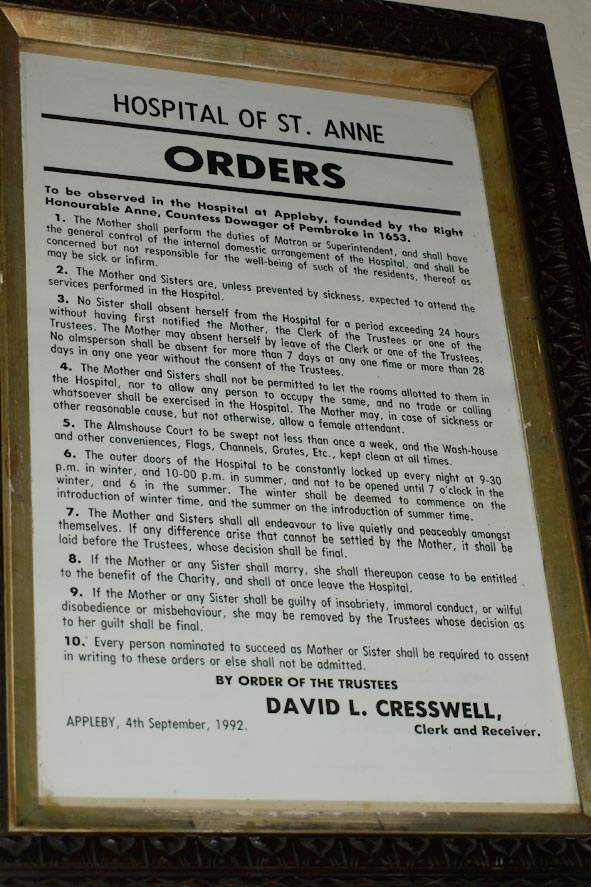 HOSPITAL OF ST. ANNE
ORDERS
To be observed in the Hospital at Appleby, founded by the Right
Honourable Anne, Countess Dowager of Pembroke in 1653.
1. The Mother shall perform the duties of Matron or Superintendent, and shall have
the general control of the internal domestic arrangement of the Hospital, and shall be
concerned but not responsible for the well-being of such of the residents, thereof as
may be sick or infirm.
2. The Mother and Sisters are, unless prevented by sickness, expected to attend the
services performed in the Hospital.
3. No Sister shall absent herself from the Hospital for a period exceeding 24 hours
without having first notified the Mother, the Clerk of the Trustees or one of the
Trustees. The Mother may absent herself by leave of the Clerk or one of the Trustees.
No almsperson shall be absent for more than 7 days at any one time or more than 28
days in any one year without the consent of the Trustees.
4. The Mother and Sisters shall not be permitted to let the rooms allotted to them in
the Hospital, nor to allow any person to occupy the same, and no trade or calling
whatsoever shall be exercised in the Hospital. The Mother may, in case of sickness or
other reasonable cause, but not otherwise, allow a female attendant.
5. The Almshouse Court to be swept not less than once a week, and the Wash-house
and other conveniences, Flags, Channels, Grates, Etc., kept clean at all times.
6. The outer doors of the Hospital to be constantly locked up every night at 9-30
p.m. in winter, and 10-00 p.m. in summer, and not to be opened until 7 o'clock in the
winter, and 6 in the summer. The winter shall be deemed to commence on the
introduction of winter time, and the summer on the introduction of summer time.
7. The Mother and Sisters shall all endeavour to live quietly and peaceably amongst
themselves. If any difference arise that cannot be settled by the Mother, it shall be
laid before the Trustees, whose decision shall be final.
8. If the Mother or any Sister shall marry, she shall thereupon cease to be entitled
to the benefit of the Charity, and shall at once leave the Hospital.
9. If the Mother or any Sister shall be guilty of insobriety, immoral conduct, or wilful
disobedience or misbehaviour, she may be removed by the Trustees whose decision as
to her guilt shall be final.
10. Every person nominated to succeed as Mother or Sister shall be required to assent
in writing to these orders or else shall not be admitted.
BY ORDER OF THE TRUSTEES
DAVID L. CRESSWELL,
APPLEBY, 4th September, 1992.
Clerk and Receiver.